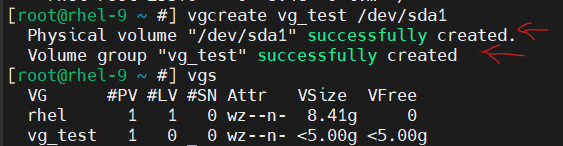 [root@rhel-9 ~ #] vgcreate vg_test /dev/sda1
  Physical volume "/dev/sda1" successfully created.
  Volume group "vg_test" successfully created
[root@rhel-9 ~ #] vgs
  VG      #PV #LV #SN Attr   VSize  VFree
  rhel      1   1   0 wz--n-  8.41g     0
  vg_test   1   0   0 wz--n- <5.00g <5.00g